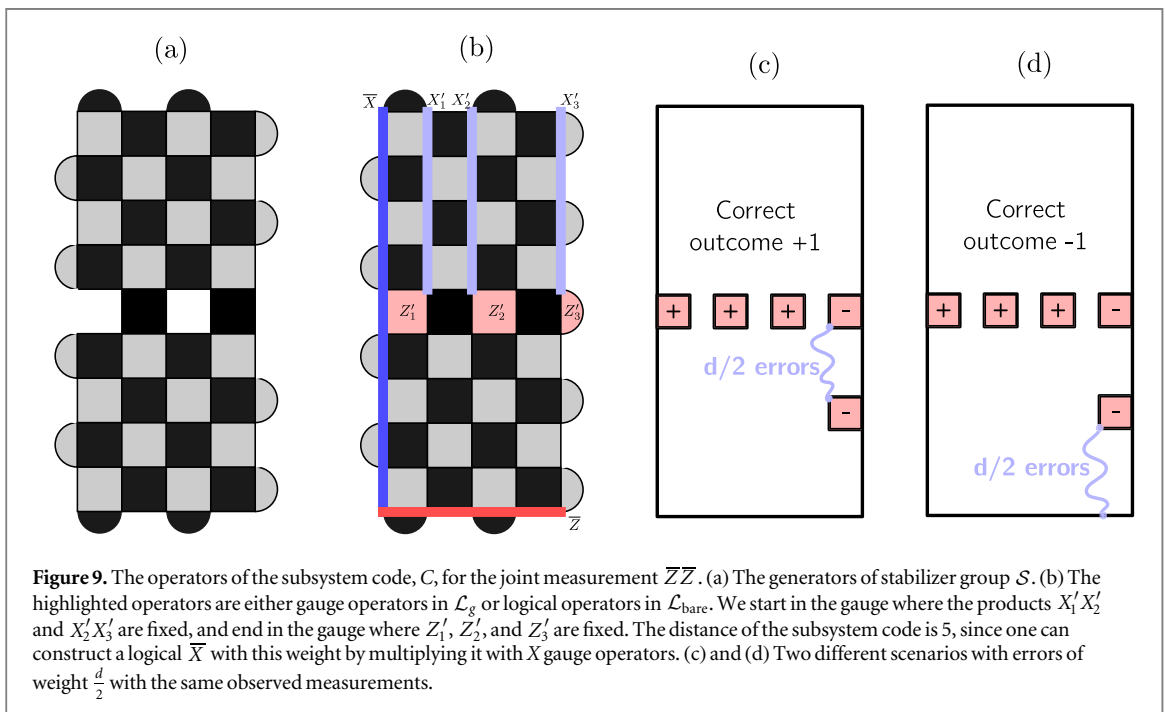 (a)
(b)
(c)
(d)
X̅ X′₁ X′₂ X′₃
Correct
outcome +1
Correct
outcome -1
Z′₁ Z′₂ Z′₃
+ + + -
+ + + -
d/2 errors
-
-
d/2 errors
Z̅
Figure 9. The operators of the subsystem code, C, for the joint measurement Z̅Z̅. (a) The generators of stabilizer group 𝒮. (b) The
highlighted operators are either gauge operators in ℒg or logical operators in ℒbare. We start in the gauge where the products X′₁X′₂
and X′₂X′₃ are fixed, and end in the gauge where Z′₁, Z′₂, and Z′₃ are fixed. The distance of the subsystem code is 5, since one can
construct a logical X̅ with this weight by multiplying it with X gauge operators. (c) and (d) Two different scenarios with errors of
weight d/2 with the same observed measurements.